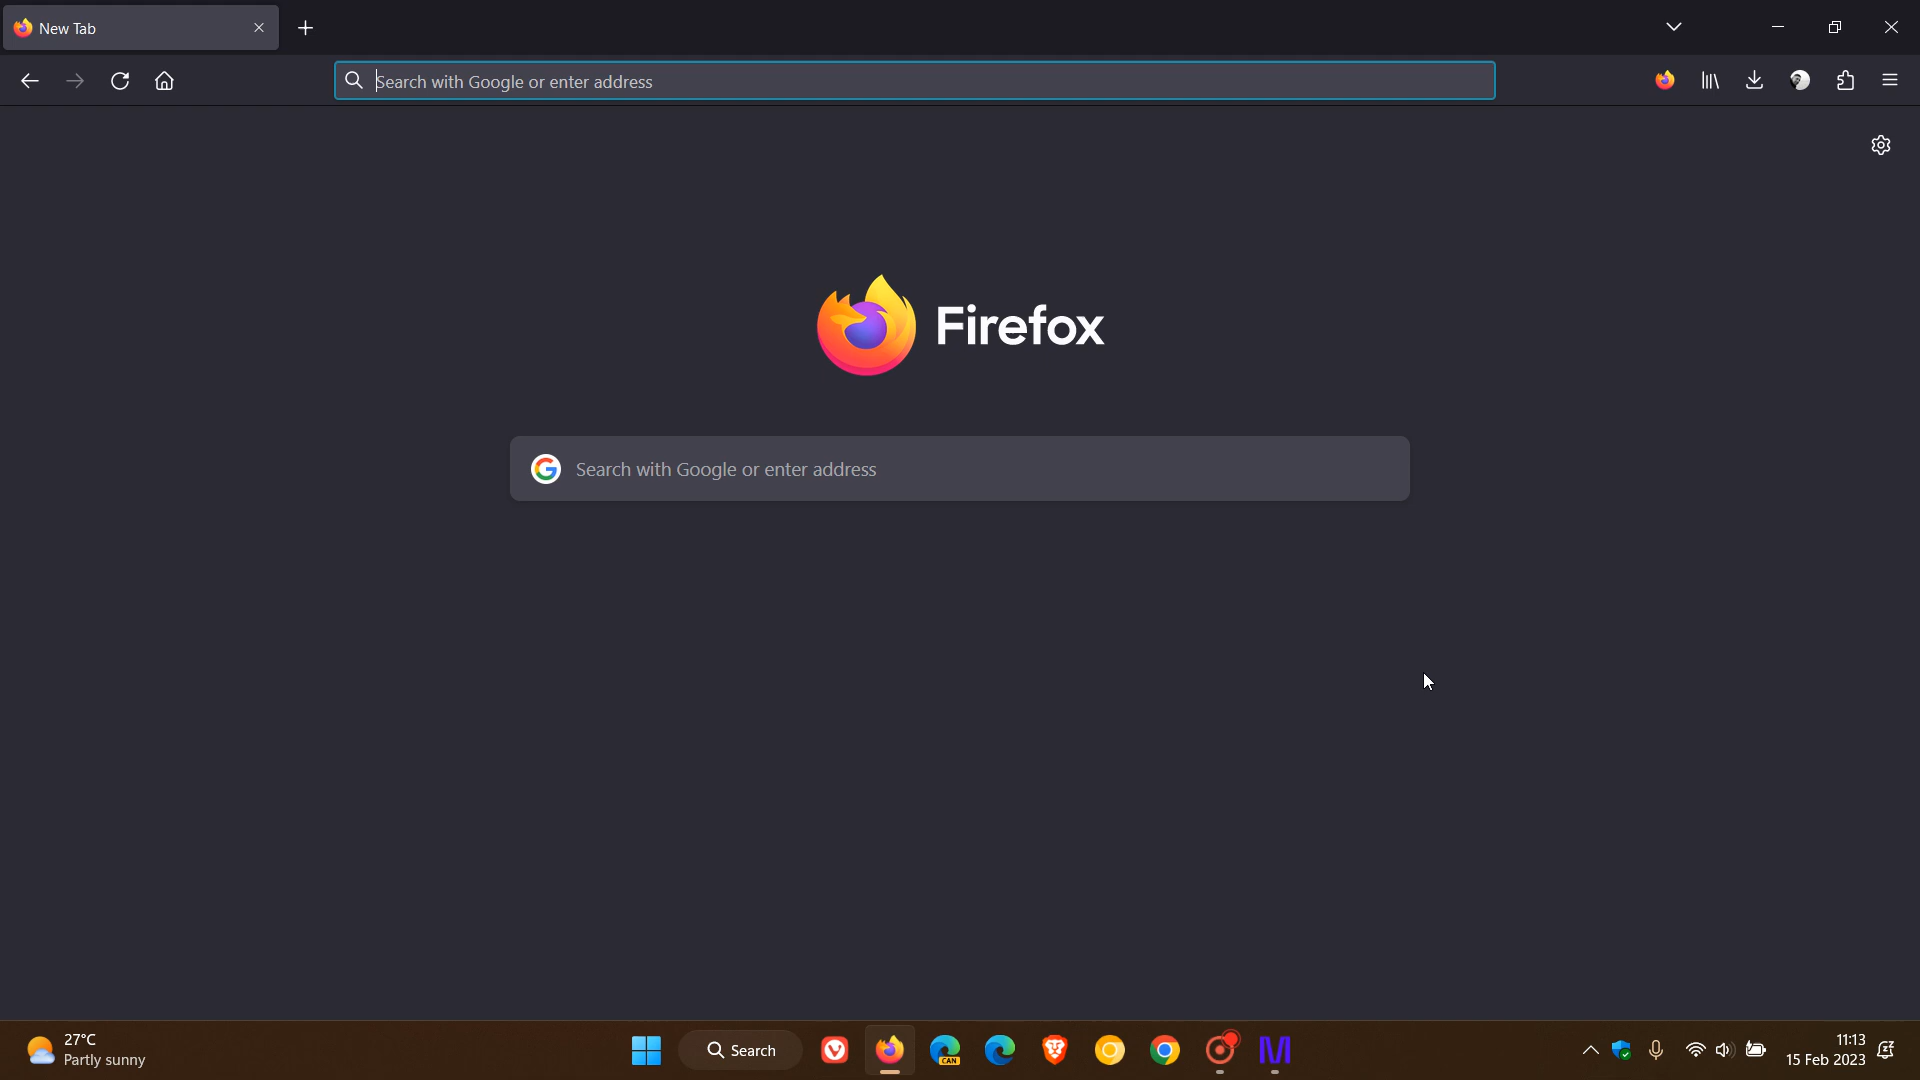 New Tab
Search with Google or enter address
Firefox
Search with Google or enter address
27°C
Partly sunny
Search
CAN
11:13
15 Feb 2023